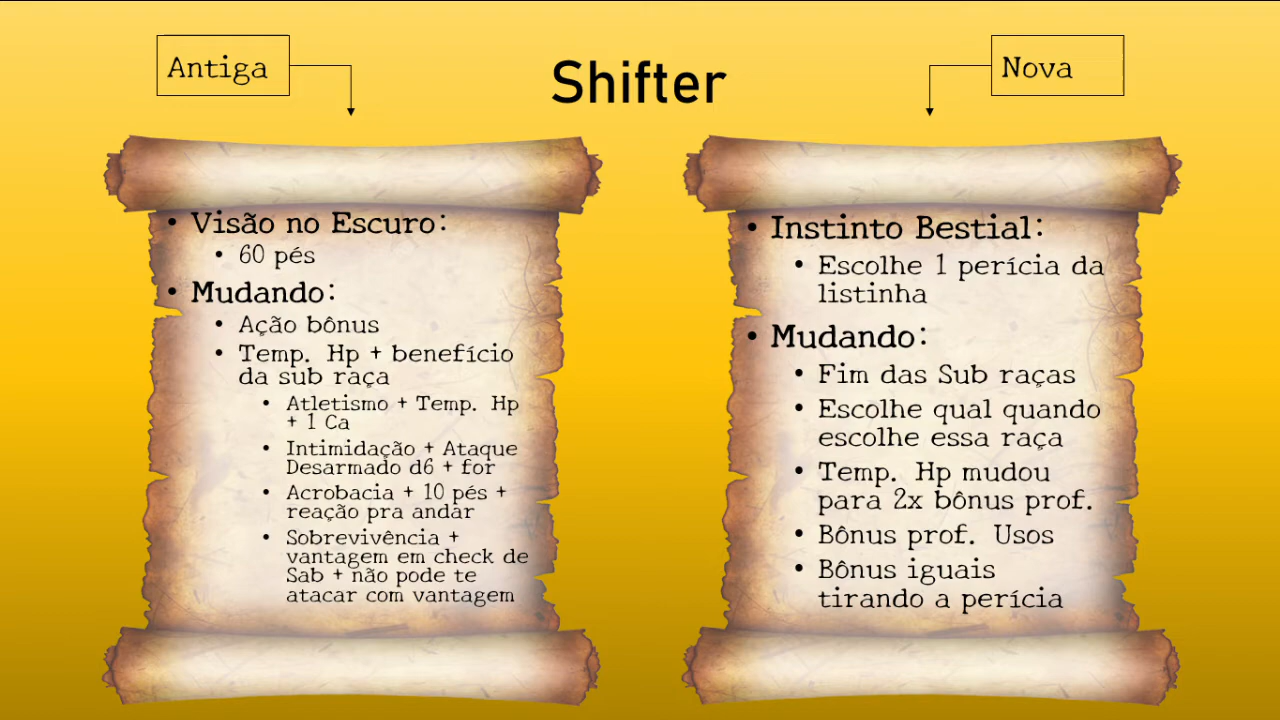 Antiga
Shifter
Nova
• Visão no Escuro:
• 60 pés
• Mudando:
• Ação bônus
• Temp. Hp + benefício
da sub raça
• Atletismo + Temp. Hp
+ 1 Ca
• Intimidação + Ataque
Desarmado d6 + for
• Acrobacia + 10 pés +
reação pra andar
• Sobrevivência +
vantagem em check de
Sab + não pode te
atacar com vantagem
• Instinto Bestial:
• Escolhe 1 perícia da
listinha
• Mudando:
• Fim das Sub raças
• Escolhe qual quando
escolhe essa raça
• Temp. Hp mudou
para 2x bônus prof.
• Bônus prof. Usos
• Bônus iguais
tirando a perícia